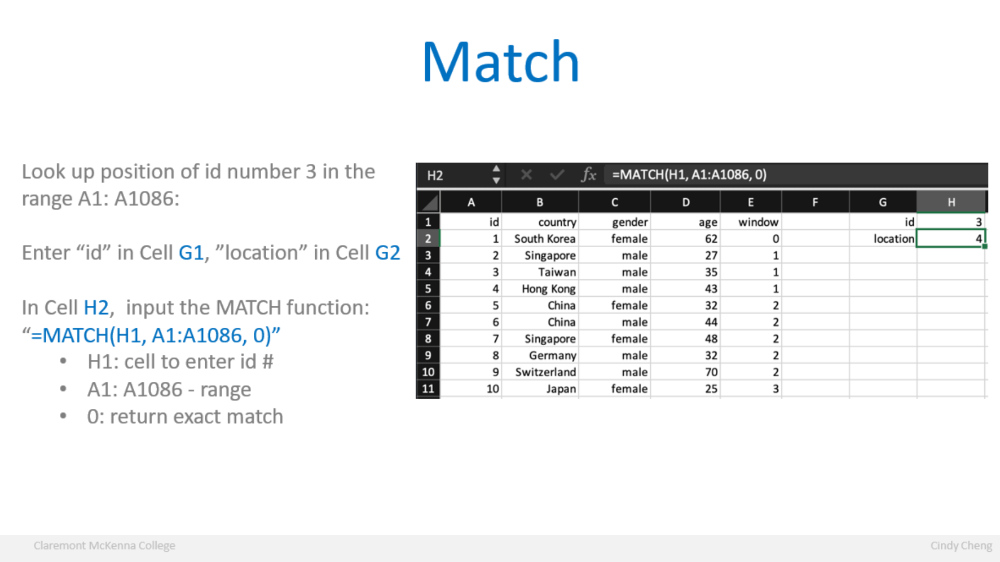 Match
Look up position of id number 3 in the
range A1: A1086:
Enter “id” in Cell G1, ”location” in Cell G2
In Cell H2,  input the MATCH function:
“=MATCH(H1, A1:A1086, 0)”
• H1: cell to enter id #
• A1: A1086 - range
• 0: return exact match
H2 fx =MATCH(H1, A1:A1086, 0)
A B C D E F G H
1 id country gender age window id 3
2 1 South Korea female 62 0 location 4
3 2 Singapore male 27 1
4 3 Taiwan male 35 1
5 4 Hong Kong male 43 1
6 5 China female 32 2
7 6 China male 44 2
8 7 Singapore female 48 2
9 8 Germany male 32 2
10 9 Switzerland male 70 2
11 10 Japan female 25 3
Claremont McKenna College
Cindy Cheng